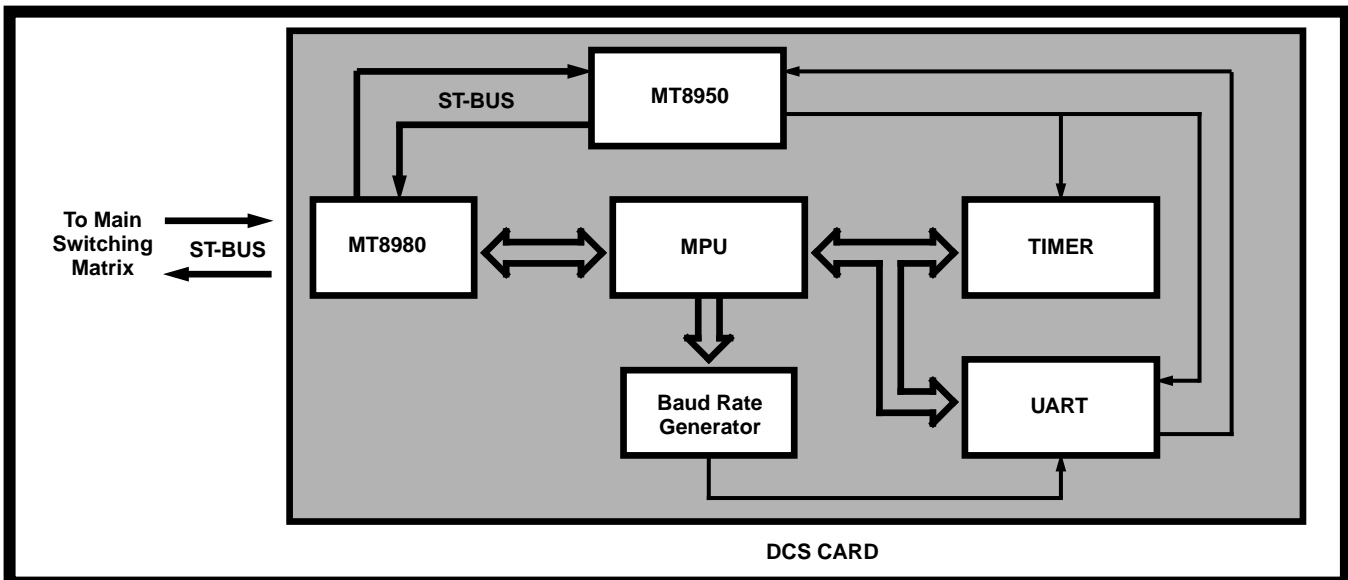 MT8950
ST-BUS
To Main
Switching
Matrix
ST-BUS
MT8980
MPU
TIMER
Baud Rate
Generator
UART
DCS CARD